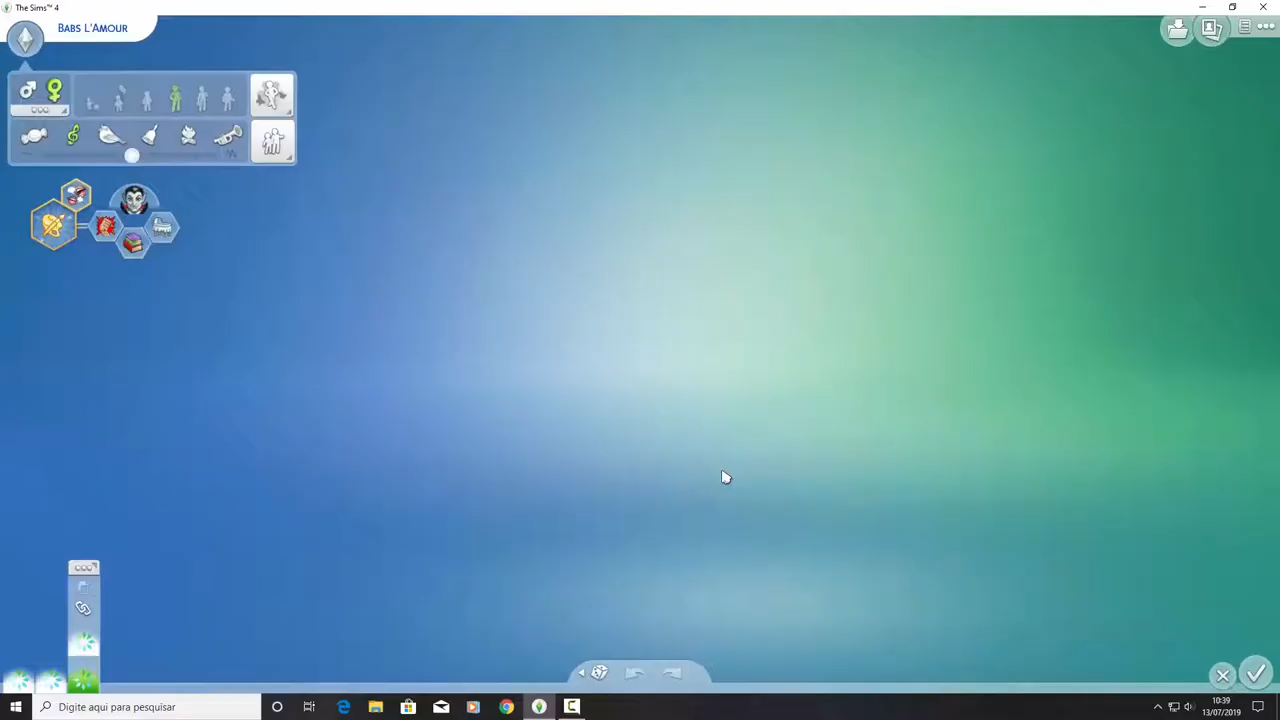 The Sims™ 4
BABS L'AMOUR
Digite aqui para pesquisar
10:39
13/07/2019